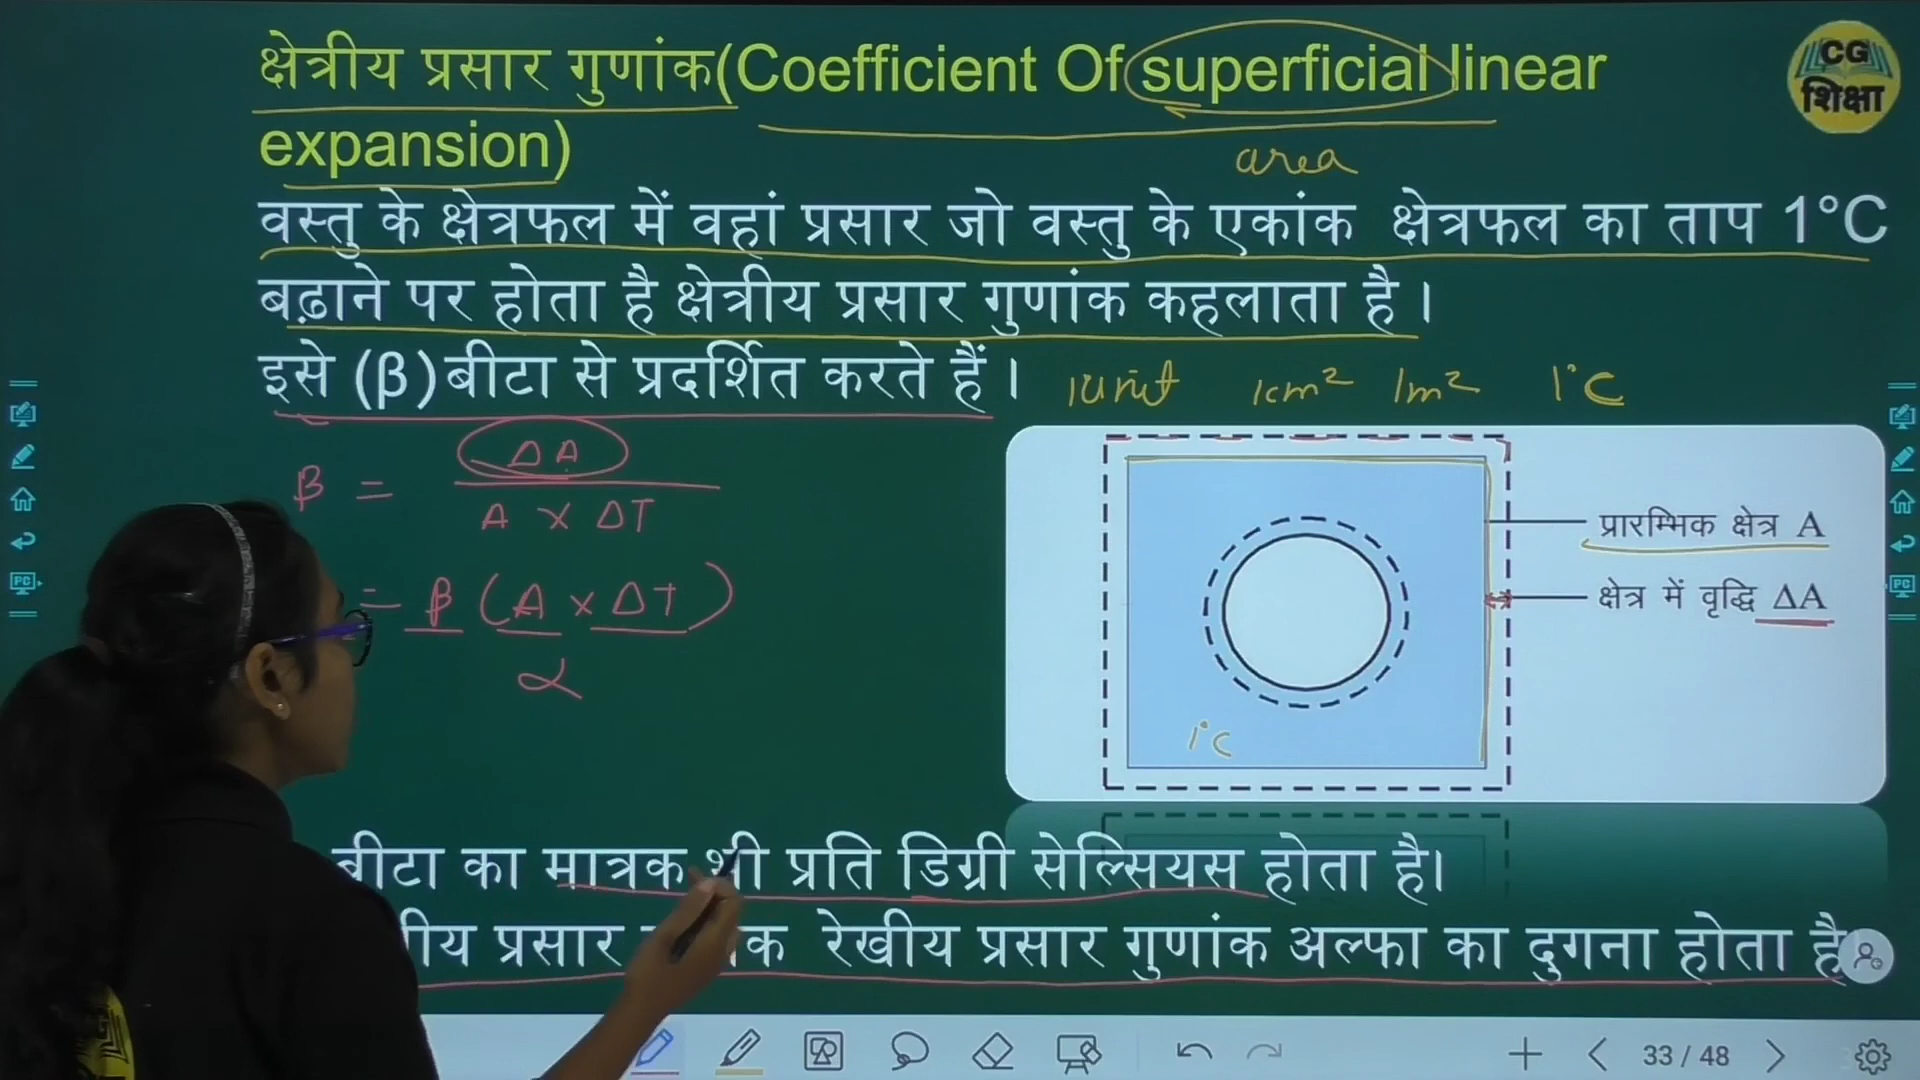 क्षेत्रीय प्रसार गुणांक(Coefficient Of superficial linear
expansion)
area
वस्तु के क्षेत्रफल में वहां प्रसार जो वस्तु के एकांक क्षेत्रफल का ताप 1°C
बढ़ाने पर होता है क्षेत्रीय प्रसार गुणांक कहलाता है ।
इसे (β)बीटा से प्रदर्शित करते हैं ।
1unit 1cm² 1m² 1°C
β = ΔA
A × ΔT
= β (A × ΔT)
α
प्रारम्भिक क्षेत्र A
क्षेत्र में वृद्धि ΔA
1°C
बीटा का मात्रक भी प्रति डिग्री सेल्सियस होता है।
प्रसार रेखीय प्रसार गुणांक अल्फा का दुगना होता है
CG
शिक्षा
33 / 48